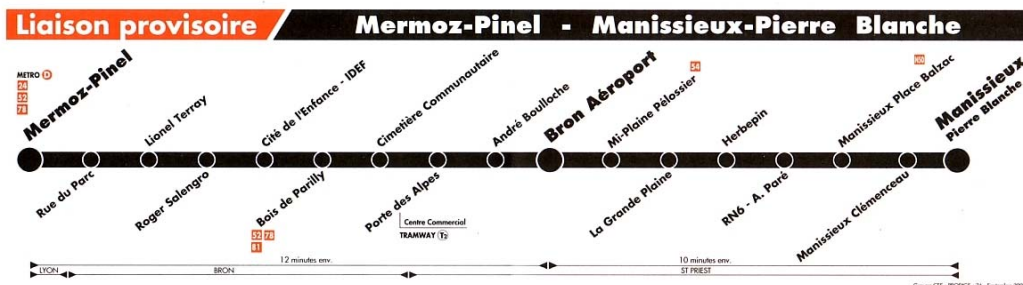 Liaison provisoire
Mermoz-Pinel - Manissieux-Pierre Blanche
METRO D
24
52
78
Mermoz-Pinel
Rue du Parc
Lionel Terray
Roger Salengro
Cité de l'Enfance - IDEF
Bois de Parilly
52 78
81
Cimetière Communautaire
Porte des Alpes
Centre Commercial
TRAMWAY T2
André Boulloche
Bron Aéroport
Mi-Plaine Pélossier
54
La Grande Plaine
Herbepin
RN6 - A. Paré
Manissieux Place Balzac
Manissieux Clémenceau
Manissieux
Pierre Blanche
12 minutes env.
10 minutes env.
LYON
BRON
ST PRIEST